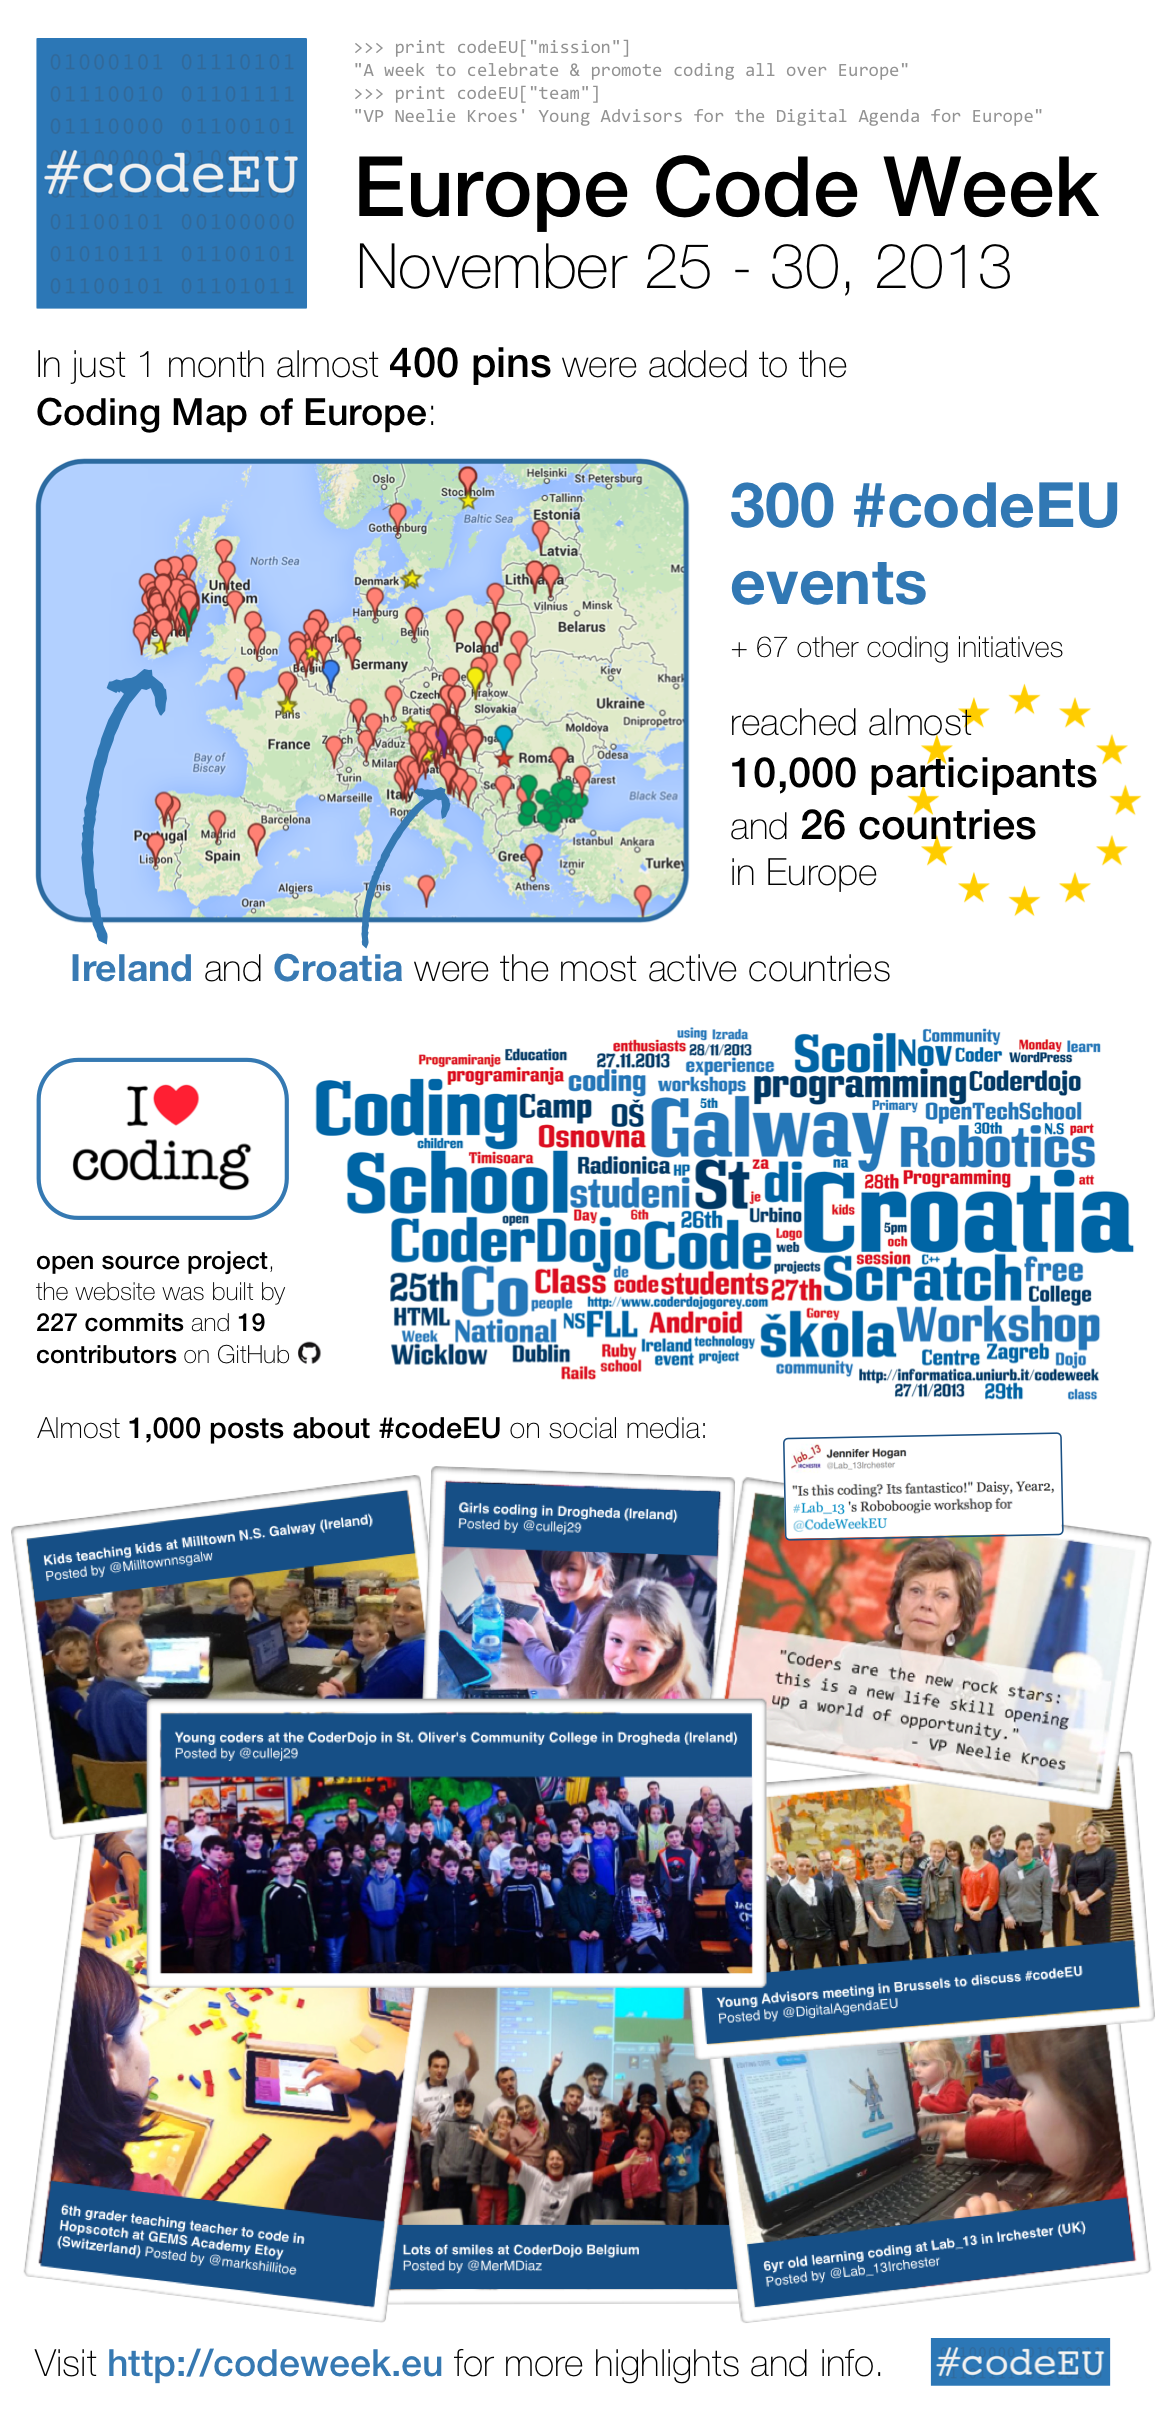 01000101 01110101
01110010 01101111
01110000 01100101
#codeEU
01100101 00100000
01010111 01100101
01100101 01101011
>>> print codeEU["mission"]
"A week to celebrate & promote coding all over Europe"
>>> print codeEU["team"]
"VP Neelie Kroes' Young Advisors for the Digital Agenda for Europe"
Europe Code Week
November 25 - 30, 2013
In just 1 month almost 400 pins were added to the
Coding Map of Europe:
Oslo
Helsinki
St Petersburg
Stockholm
Tallinn
Estonia
Gothenburg
Baltic Sea
North Sea
Latvia
United
Kingdom
Denmark
Vilnius
Minsk
Hamburg
Belarus
London
Poland
Germany
Kiev
Czech
Krakow
Slovakia
Ukraine
Paris
Dnipropetrov
Moldova
France
Vaduz
Odesa
Bay of
Biscay
Milan
Turin
Marseille
Italy
Black Sea
Barcelona
Portugal
Madrid
Istanbul
Ankara
Lisbon
Spain
Izmir
Turkey
Algiers
Tunis
Athens
Oran
300 #codeEU
events
+ 67 other coding initiatives
reached almost
10,000 participants
and 26 countries
in Europe
Ireland and Croatia were the most active countries
I
coding
open source project,
the website was built by
227 commits and 19
contributors on GitHub
using Izrada
Community
enthusiasts 28/11/2013
Scoil Nov Coder
Monday learn
WordPress
Programiranje Education
27.11.2013 experience
programiranja coding workshops programming Coderdojo
Coding Camp OŠ
5th
Galway
Primary OpenTechSchool
30th N.S part
children
Osnovna
Robotics
Timisoara
Radionica HP
za
na
School studeni St di
28th Programming
att
je
kids
Croatia
open
Day
6th
26th
Urbino
5pm
CoderDojo Code
Logo
web
och
session C++
25th Co Class de code students 27th
projects
Scratch free
College
people http://www.coderdojogorey.com
HTML
Week
National NS FLL Android
Gorey
škola Workshop
Wicklow Dublin
Ruby
Ireland technology
Rails school event project
community
Centre Zagreb Dojo
http://informatica.uniurb.it/codeweek
27/11/2013 29th class
Almost 1,000 posts about #codeEU on social media:
lab_13
IRCHESTER
Jennifer Hogan
@Lab_13Irchester
"Is this coding? Its fantastico!" Daisy, Year2,
#Lab_13 's Roboboogie workshop for
@CodeWeekEU
Kids teaching kids at Milltown N.S. Galway (Ireland)
Posted by @Milltownnsgalw
Girls coding in Drogheda (Ireland)
Posted by @cullej29
"Coders are the new rock stars:
this is a new life skill opening
up a world of opportunity."
- VP Neelie Kroes
Young coders at the CoderDojo in St. Oliver's Community College in Drogheda (Ireland)
Posted by @cullej29
Young Advisors meeting in Brussels to discuss #codeEU
Posted by @DigitalAgendaEU
6th grader teaching teacher to code in
Hopscotch at GEMS Academy Etoy
(Switzerland) Posted by @markshillitoe
Lots of smiles at CoderDojo Belgium
Posted by @MerMDiaz
6yr old learning coding at Lab_13 in Irchester (UK)
Posted by @Lab_13Irchester
Visit http://codeweek.eu for more highlights and info.
#codeEU